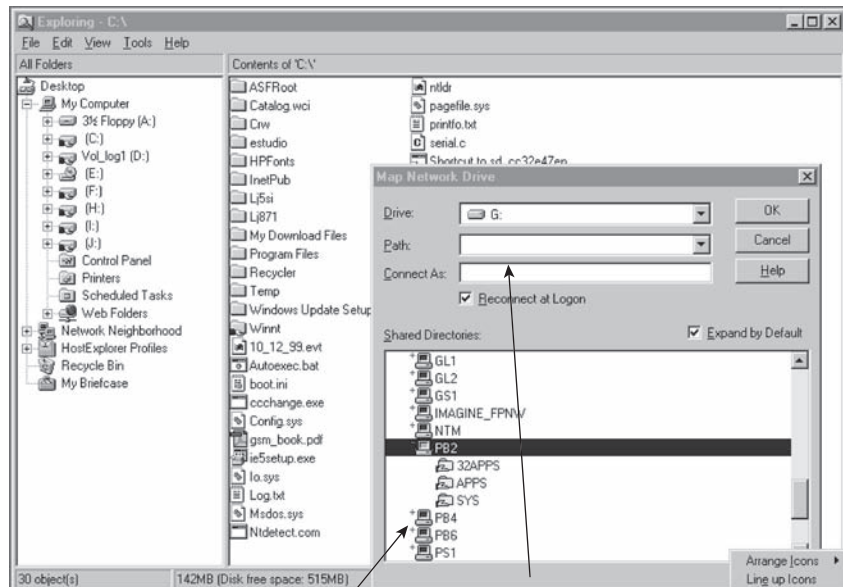 Exploring - C:\
File Edit View Tools Help
All Folders
Contents of 'C:\'
Desktop
My Computer
3½ Floppy (A:)
(C:)
Vol_log1 (D:)
(E:)
(F:)
(H:)
(I:)
(J:)
Control Panel
Printers
Scheduled Tasks
Web Folders
Network Neighborhood
HostExplorer Profiles
Recycle Bin
My Briefcase
ASFRoot
Catalog.wci
Crw
estudio
HPFonts
InetPub
Lj5si
Lj871
My Download Files
Program Files
Recycler
Temp
Windows Update Setup
Winnt
10_12_99.evt
Autoexec.bat
boot.ini
ccchange.exe
Config.sys
gsm_book.pdf
ie5setup.exe
Io.sys
Log.txt
Msdos.sys
Ntdetect.com
ntldr
pagefile.sys
printfo.txt
serial.c
Shortcut to sd_cc32e47en
Map Network Drive
Drive: G: OK
Path: Cancel
Connect As: Help
Reconnect at Logon
Shared Directories: Expand by Default
GL1
GL2
GS1
IMAGINE_FPNW
NTM
PB2
32APPS
APPS
SYS
PB4
PB6
PS1
Arrange Icons
Line up Icons
30 object(s) 142MB (Disk free space: 515MB)